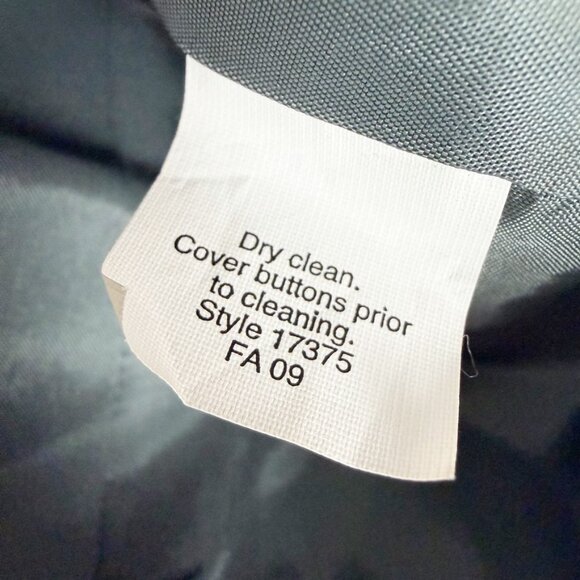 Dry clean.
Cover buttons prior
to cleaning.
Style 17375
FA 09